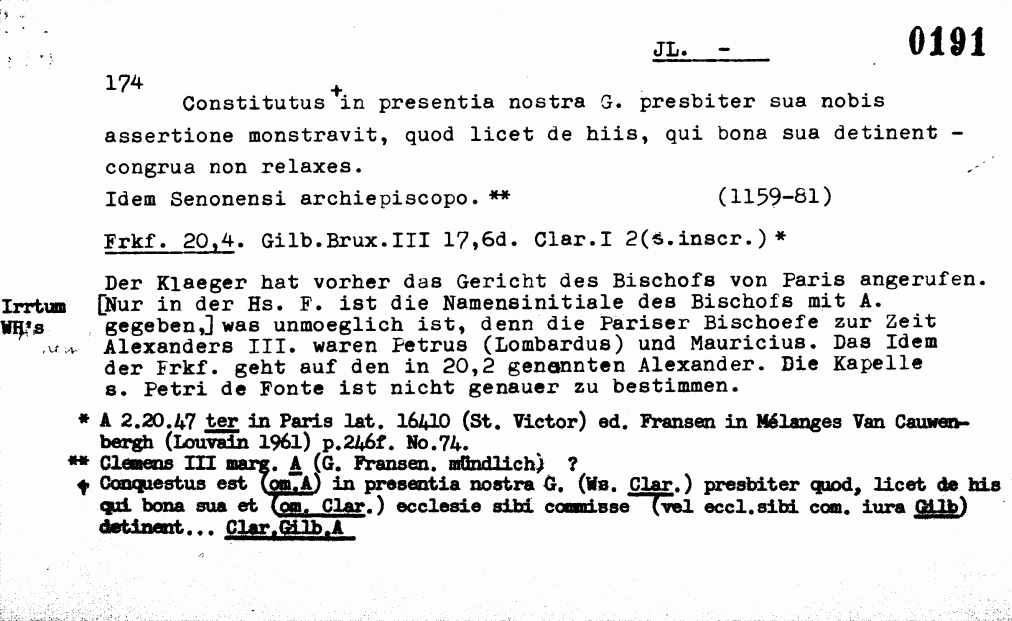 JL. - 0191
174
Constitutus + in presentia nostra G. presbiter sua nobis
assertione monstravit, quod licet de hiis, qui bona sua detinent -
congrua non relaxes.
Idem Senonensi archiepiscopo. ** (1159-81)
Frkf. 20,4. Gilb.Brux.III 17,6d. Clar.I 2(s.inscr.) *
Der Klaeger hat vorher das Gericht des Bischofs von Paris angerufen.
Irrtum [Nur in der Hs. F. ist die Namensinitiale des Bischofs mit A.
WH's gegeben,] was unmoeglich ist, denn die Pariser Bischoefe zur Zeit
Alexanders III. waren Petrus (Lombardus) und Mauricius. Das Idem
der Frkf. geht auf den in 20,2 genannten Alexander. Die Kapelle
s. Petri de Fonte ist nicht genauer zu bestimmen.
* A 2.20.47 ter in Paris lat. 16410 (St. Victor) ed. Fransen in Mélanges Van Cauwen-
bergh (Louvain 1961) p.246f. No.74.
** Clemens III marg. A (G. Fransen. mündlich) ?
+ Conquestus est (om.A) in presentia nostra G. (Ws. Clar.) presbiter quod, licet de his
qui bona sua et (om. Clar.) ecclesie sibi commisse (vel eccl.sibi com. iura Gilb)
detinent... Clar.Gilb.A